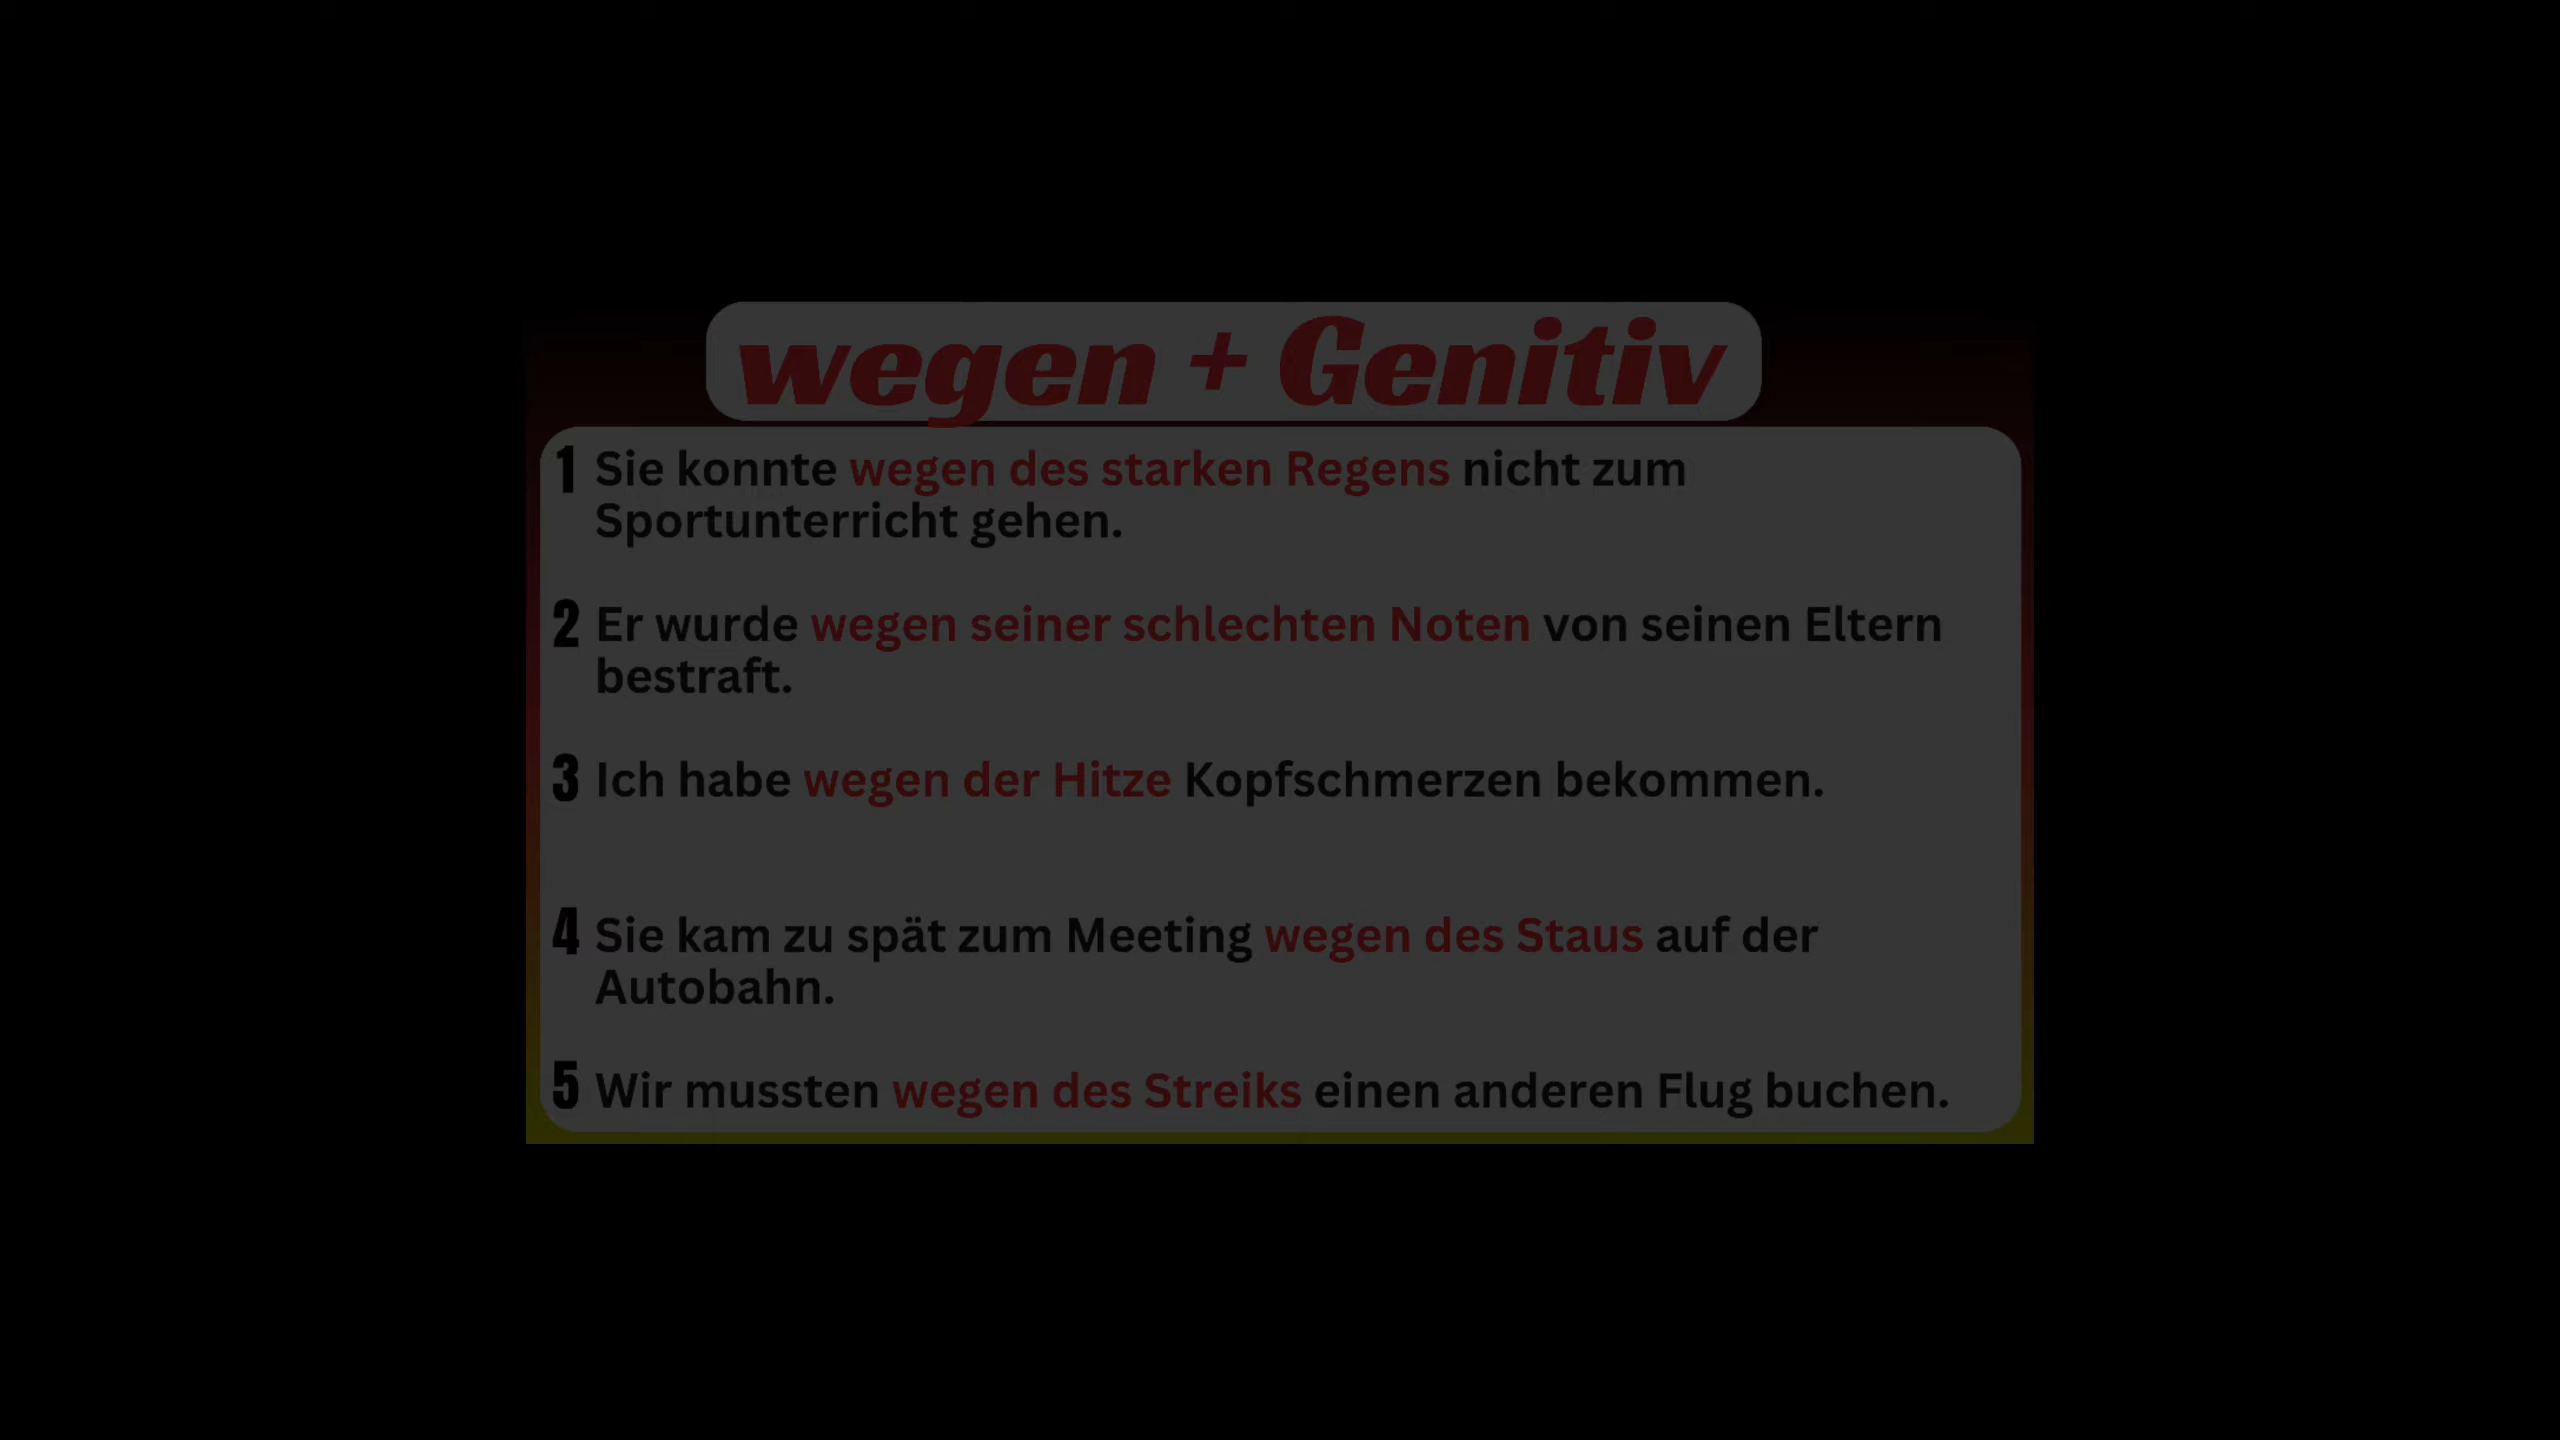 wegen + Genitiv
1 Sie konnte wegen des starken Regens nicht zum
Sportunterricht gehen.
2 Er wurde wegen seiner schlechten Noten von seinen Eltern
bestraft.
3 Ich habe wegen der Hitze Kopfschmerzen bekommen.
4 Sie kam zu spät zum Meeting wegen des Staus auf der
Autobahn.
5 Wir mussten wegen des Streiks einen anderen Flug buchen.